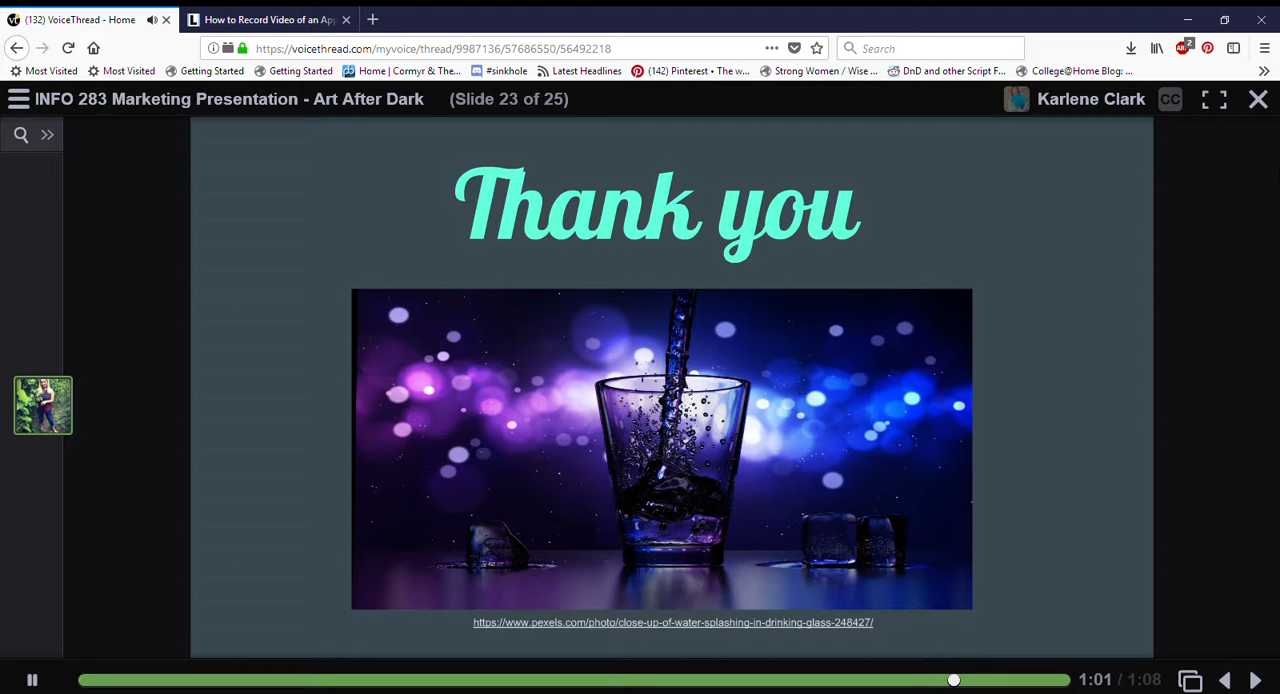 (132) VoiceThread - Home
How to Record Video of an App
https://voicethread.com/myvoice/thread/9987136/57686550/56492218
Search
2
Most Visited
Most Visited
Getting Started
Getting Started
Home | Cormyr & The...
#sinkhole
Latest Headlines
(142) Pinterest • The w...
Strong Women / Wise ...
DnD and other Script F...
College@Home Blog: ...
INFO 283 Marketing Presentation - Art After Dark (Slide 23 of 25)
Karlene Clark
CC
Thank you
https://www.pexels.com/photo/close-up-of-water-splashing-in-drinking-glass-248427/
1:01 / 1:08